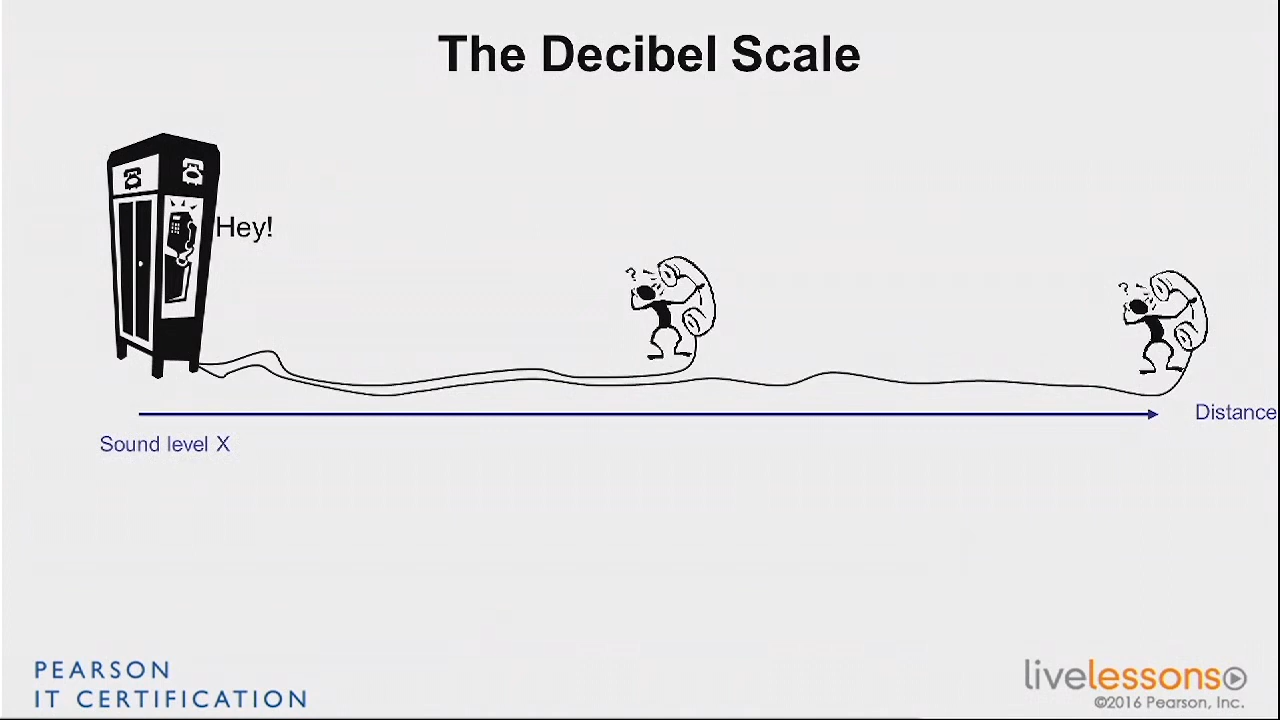 The Decibel Scale
Hey!
?
?
Distance
Sound level X
PEARSON
IT CERTIFICATION
livelessons
©2016 Pearson, Inc.